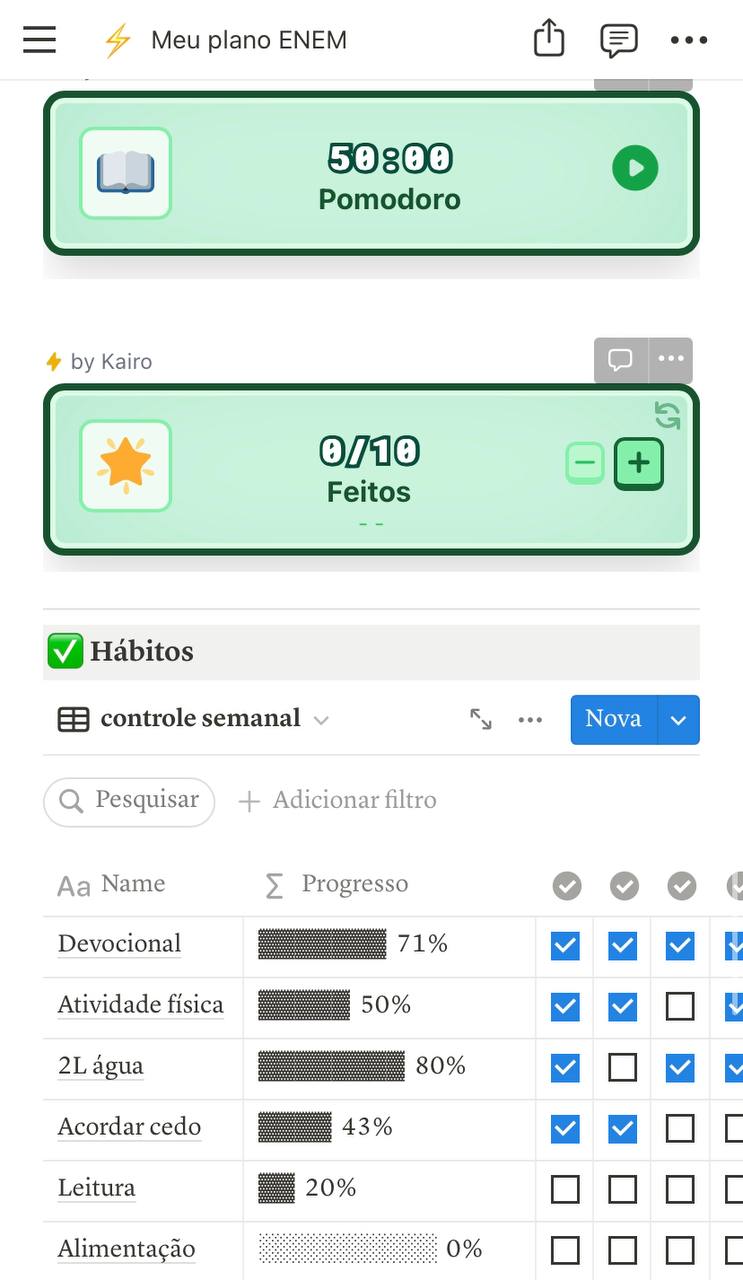 Meu plano ENEM
50:00
Pomodoro
by Kairo
0/10
Feitos
--
Hábitos
controle semanal
Nova
Pesquisar
Adicionar filtro
Aa Name
Σ Progresso
Devocional 71%
Atividade física 50%
2L água 80%
Acordar cedo 43%
Leitura 20%
Alimentação 0%